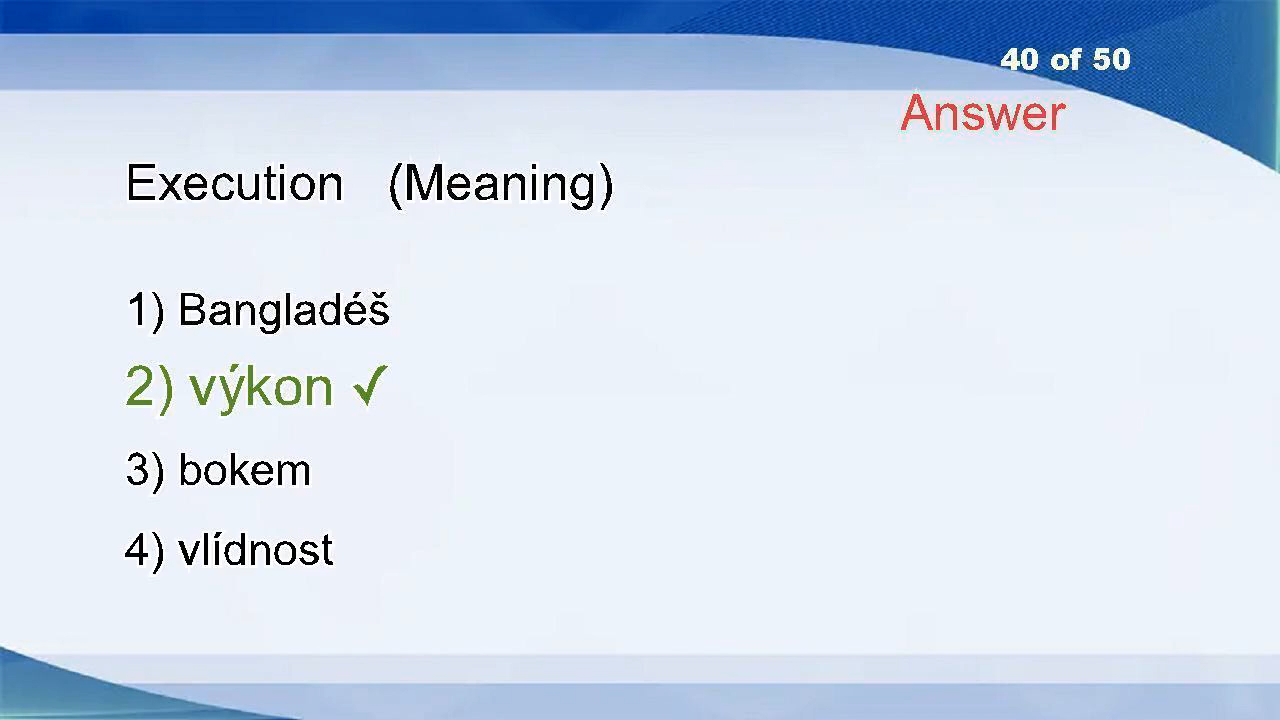 40 of 50
Answer
Execution (Meaning)
1) Bangladéš
2) výkon ✓
3) bokem
4) vlídnost